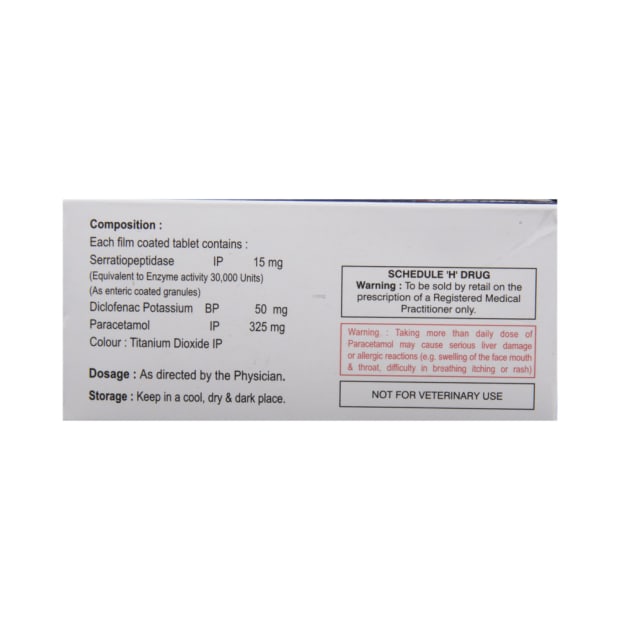 Composition :
Each film coated tablet contains :
Serratiopeptidase IP 15 mg
(Equivalent to Enzyme activity 30,000 Units)
(As enteric coated granules)
Diclofenac Potassium BP 50 mg
Paracetamol IP 325 mg
Colour : Titanium Dioxide IP
Dosage : As directed by the Physician.
Storage : Keep in a cool, dry & dark place.
SCHEDULE 'H' DRUG
Warning : To be sold by retail on the
prescription of a Registered Medical
Practitioner only.
Warning : Taking more than daily dose of
Paracetamol may cause serious liver damage
or allergic reactions (e.g. swelling of the face mouth
& throat, difficulty in breathing itching or rash)
NOT FOR VETERINARY USE